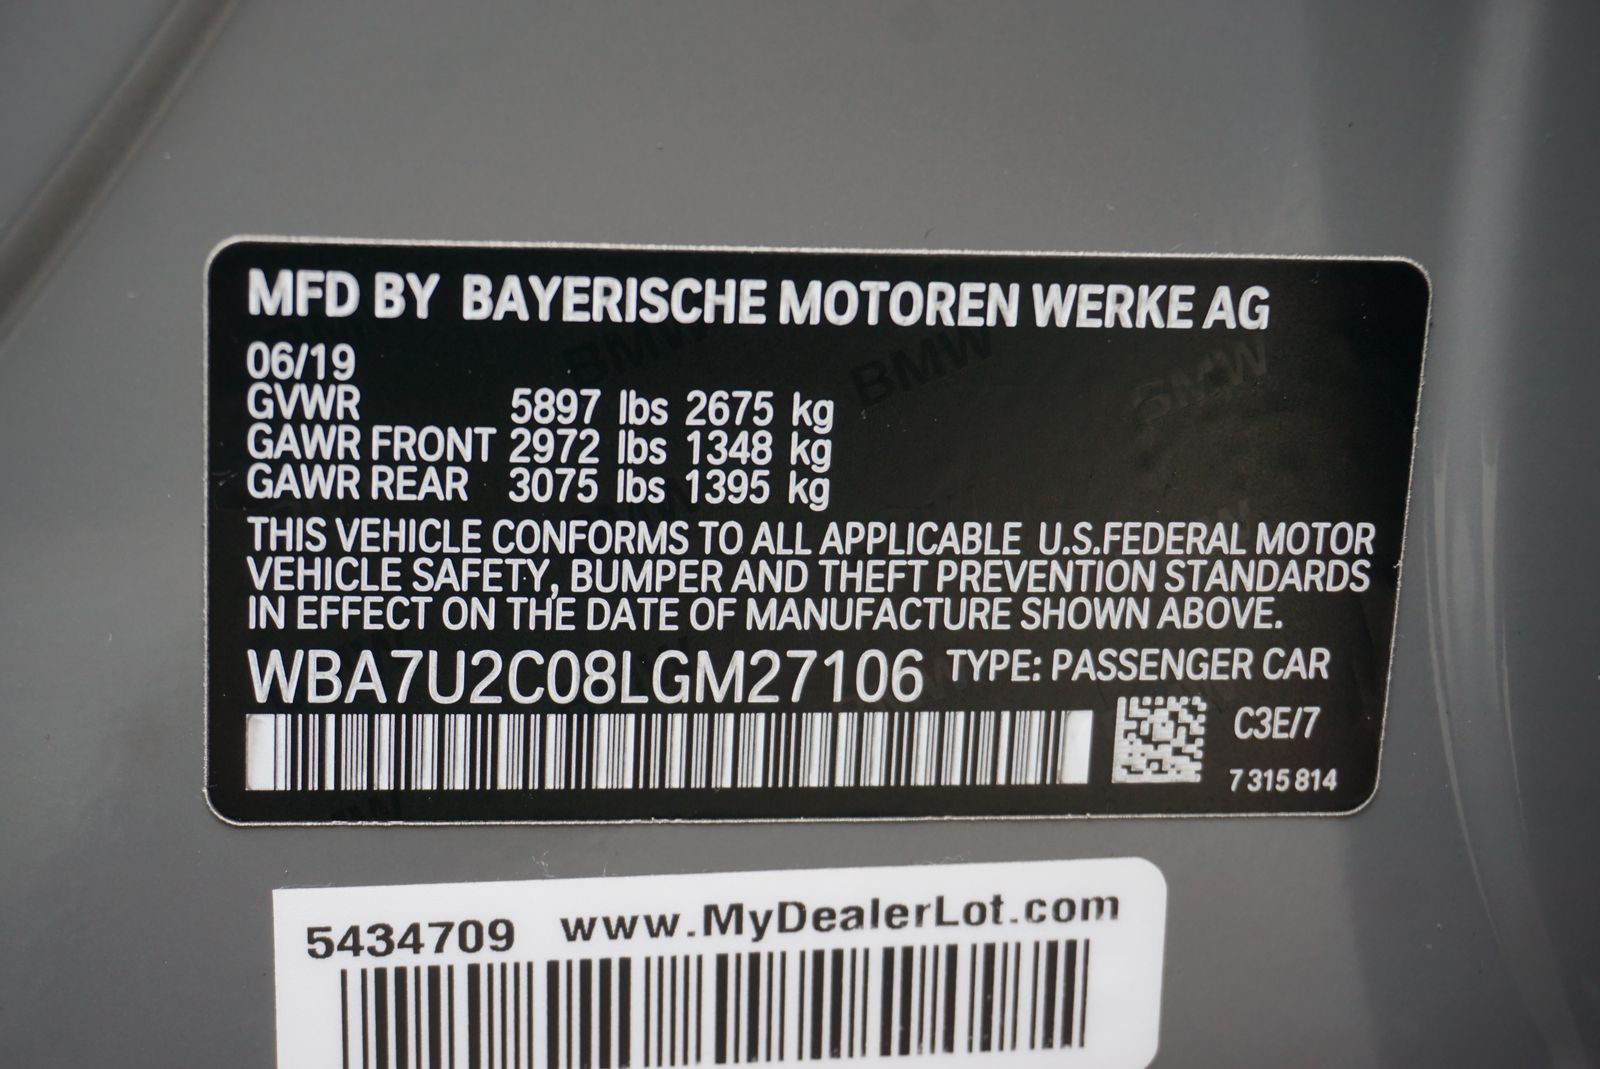 MFD BY BAYERISCHE MOTOREN WERKE AG
06/19
GVWR 5897 lbs 2675 kg
GAWR FRONT 2972 lbs 1348 kg
GAWR REAR 3075 lbs 1395 kg
THIS VEHICLE CONFORMS TO ALL APPLICABLE U.S.FEDERAL MOTOR
VEHICLE SAFETY, BUMPER AND THEFT PREVENTION STANDARDS
IN EFFECT ON THE DATE OF MANUFACTURE SHOWN ABOVE.
WBA7U2C08LGM27106 TYPE: PASSENGER CAR
C3E/7
7 315 814
5434709 www.MyDealerLot.com
BMW
BMW
BMW